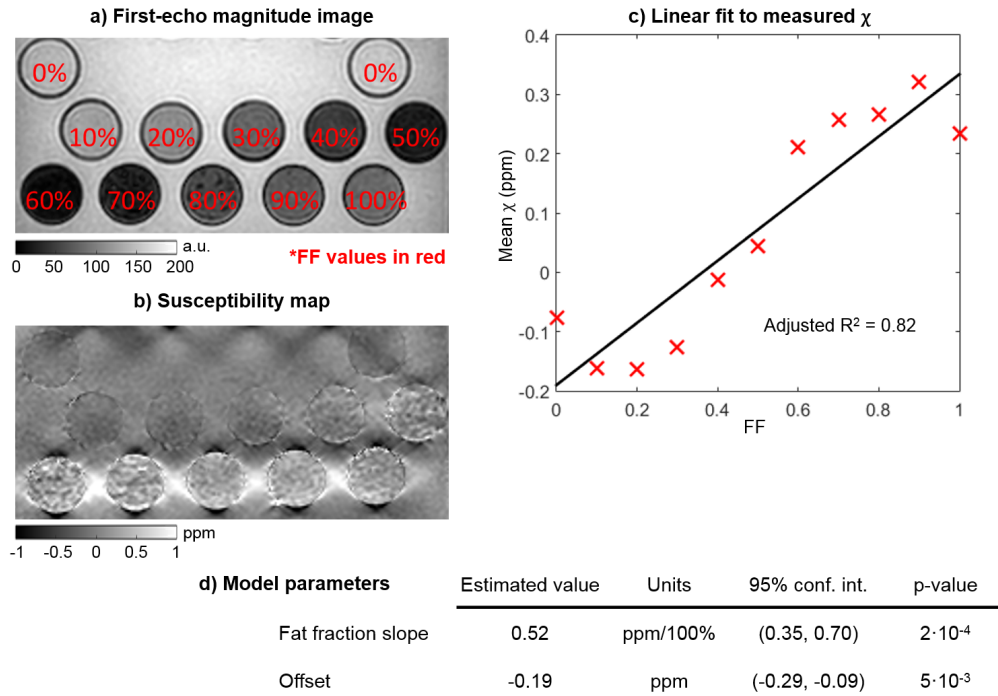 a) First-echo magnitude image
0% 0%
10% 20% 30% 40% 50%
60% 70% 80% 90% 100%
a.u.
0 50 100 200
*FF values in red
b) Susceptibility map
ppm
-1 -0.5 0 0.5 1
c) Linear fit to measured χ
Mean χ (ppm)
0.4
0.3
0.2
0.1
0
-0.1
-0.2
Adjusted R² = 0.82
0 0.2 0.4 0.6 0.8 1
FF
d) Model parameters Estimated value Units 95% conf. int. p-value
Fat fraction slope 0.52 ppm/100% (0.35, 0.70) 2·10⁻⁴
Offset -0.19 ppm (-0.29, -0.09) 5·10⁻³